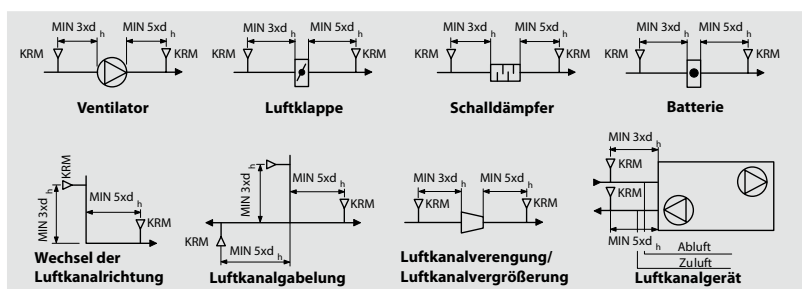 MIN 3xd h MIN 5xd h
KRM KRM
Ventilator
MIN 3xd h MIN 5xd h
KRM KRM
Luftklappe
MIN 3xd h MIN 5xd h
KRM KRM
Schalldämpfer
MIN 3xd h MIN 5xd h
KRM KRM
Batterie
KRM
MIN 3xd h
MIN 5xd h
KRM
Wechsel der
Luftkanalrichtung
KRM
MIN 3xd h
MIN 5xd h
KRM
KRM
MIN 5xd h
Luftkanalgabelung
MIN 3xd h MIN 5xd h
KRM KRM
Luftkanalverengung/
Luftkanalvergrößerung
MIN 3xd h
KRM
KRM
MIN 5xd h
Abluft
Zuluft
Luftkanalgerät